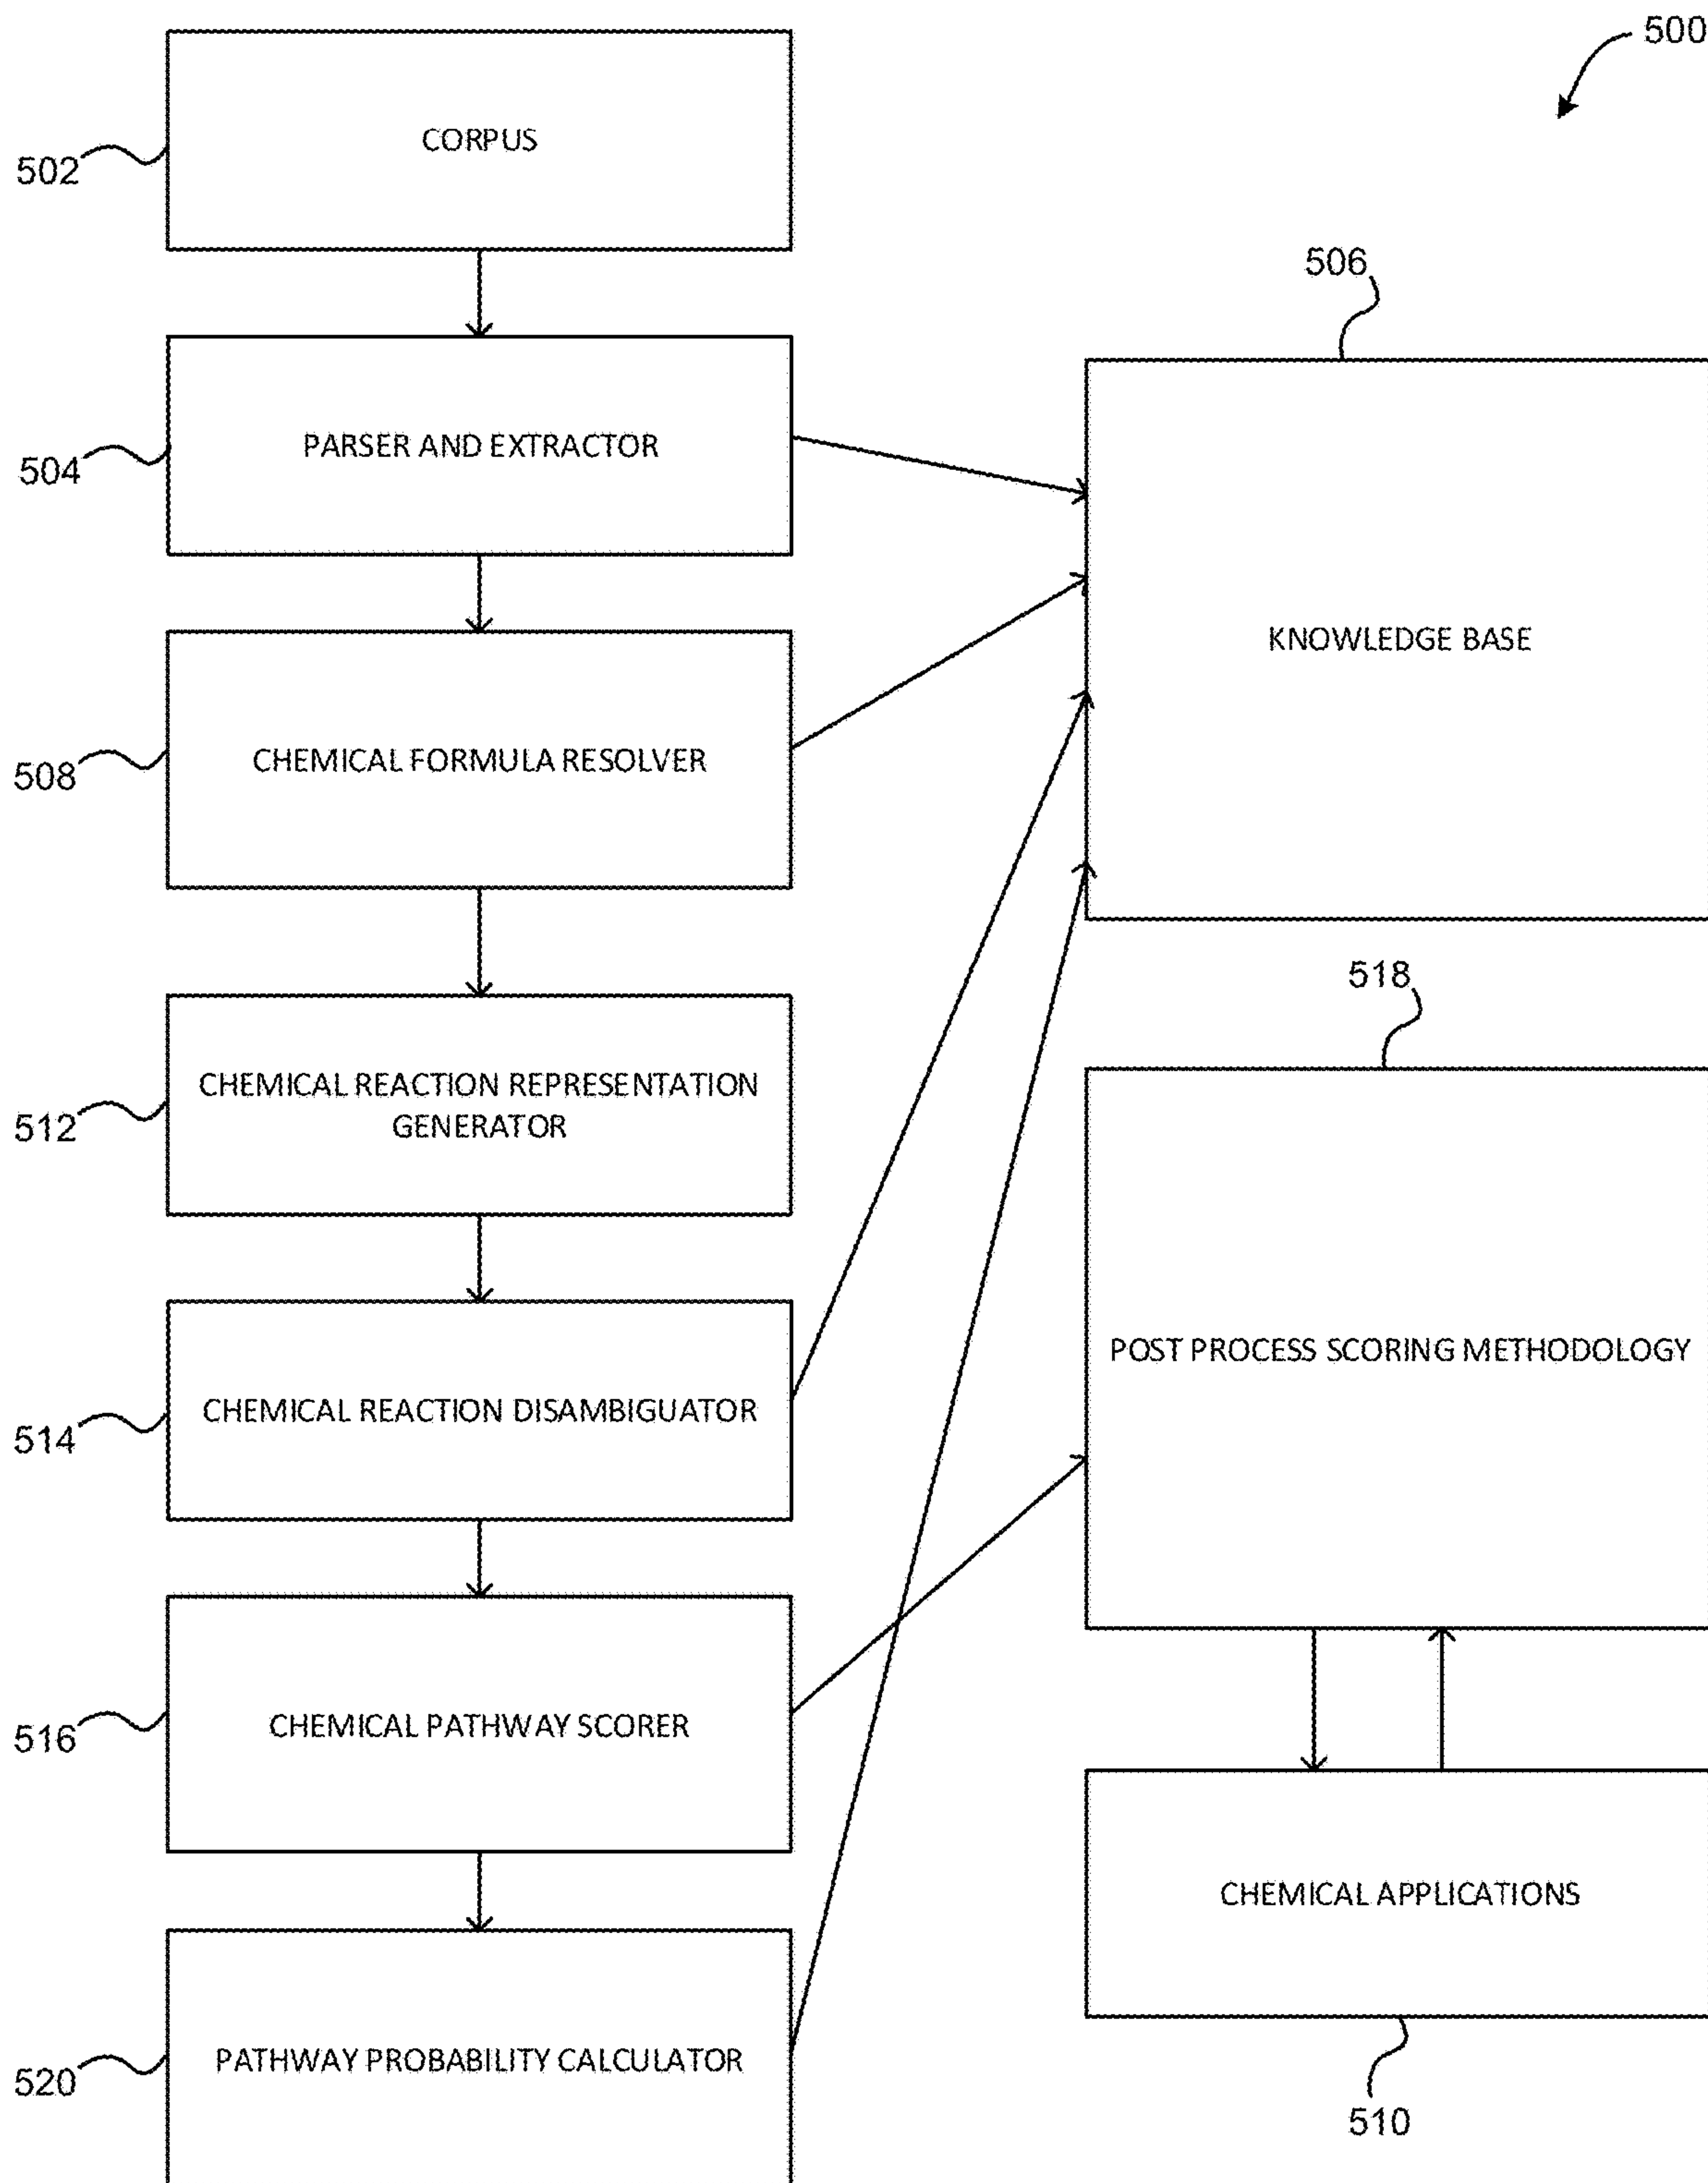 500
CORPUS
502
506
PARSER AND EXTRACTOR
504
KNOWLEDGE BASE
CHEMICAL FORMULA RESOLVER
508
518
CHEMICAL REACTION REPRESENTATION
GENERATOR
512
POST PROCESS SCORING METHODOLOGY
CHEMICAL REACTION DISAMBIGUATOR
514
CHEMICAL PATHWAY SCORER
516
CHEMICAL APPLICATIONS
PATHWAY PROBABILITY CALCULATOR
520
510